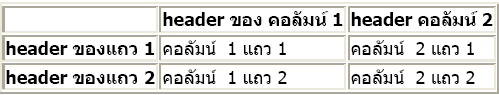 header ของ คอลัมน์ 1 header คอลัมน์ 2
header ของแถว 1 คอลัมน์ 1 แถว 1 คอลัมน์ 2 แถว 1
header ของแถว 2 คอลัมน์ 1 แถว 2 คอลัมน์ 2 แถว 2